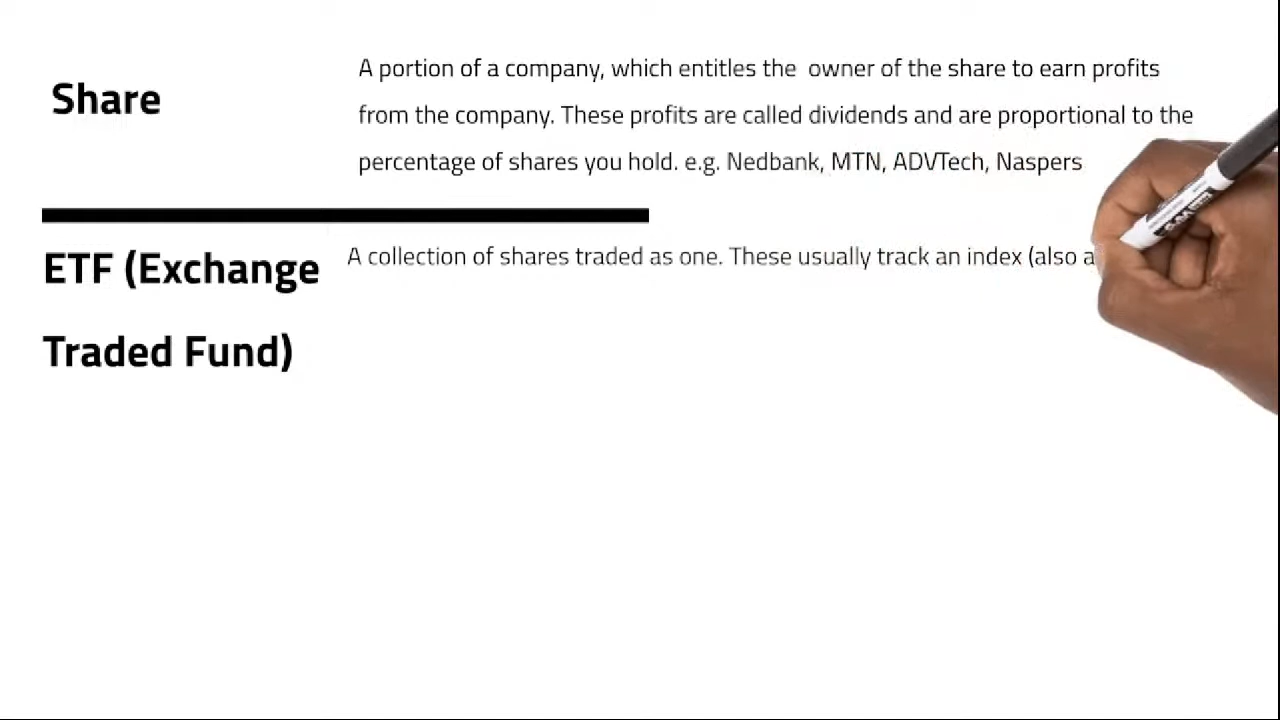 Share
A portion of a company, which entitles the  owner of the share to earn profits
from the company. These profits are called dividends and are proportional to the
percentage of shares you hold. e.g. Nedbank, MTN, ADVTech, Naspers
ETF (Exchange
Traded Fund)
A collection of shares traded as one. These usually track an index (also a